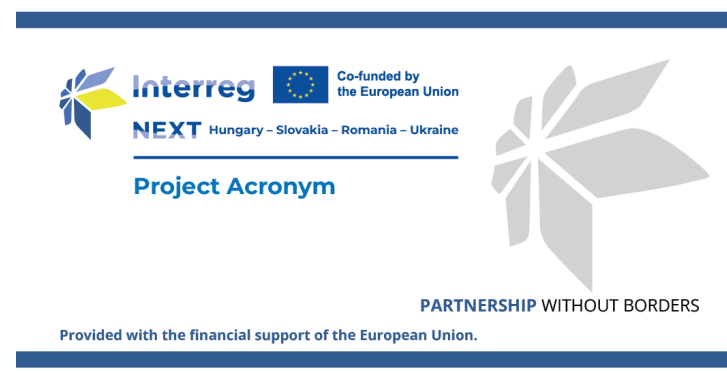 Interreg
Co-funded by
the European Union
NEXT Hungary – Slovakia – Romania – Ukraine
Project Acronym
PARTNERSHIP WITHOUT BORDERS
Provided with the financial support of the European Union.